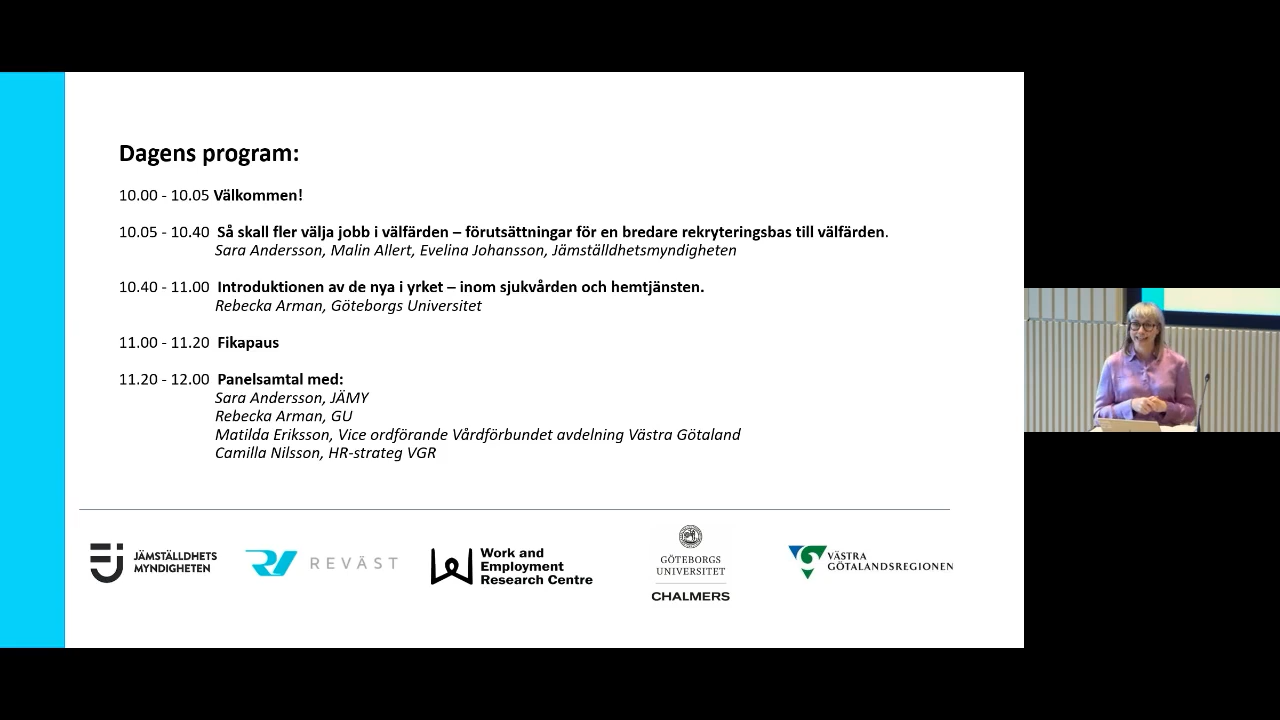 Dagens program:
10.00 - 10.05 Välkommen!
10.05 - 10.40 Så skall fler välja jobb i välfärden – förutsättningar för en bredare rekryteringsbas till välfärden.
Sara Andersson, Malin Allert, Evelina Johansson, Jämställdhetsmyndigheten
10.40 - 11.00 Introduktionen av de nya i yrket – inom sjukvården och hemtjänsten.
Rebecka Arman, Göteborgs Universitet
11.00 - 11.20 Fikapaus
11.20 - 12.00 Panelsamtal med:
Sara Andersson, JÄMY
Rebecka Arman, GU
Matilda Eriksson, Vice ordförande Vårdförbundet avdelning Västra Götaland
Camilla Nilsson, HR-strateg VGR
JÄMSTÄLLDHETS
MYNDIGHETEN
REVÄST
Work and
Employment
Research Centre
GÖTEBORGS
UNIVERSITET
CHALMERS
VÄSTRA
GÖTALANDSREGIONEN